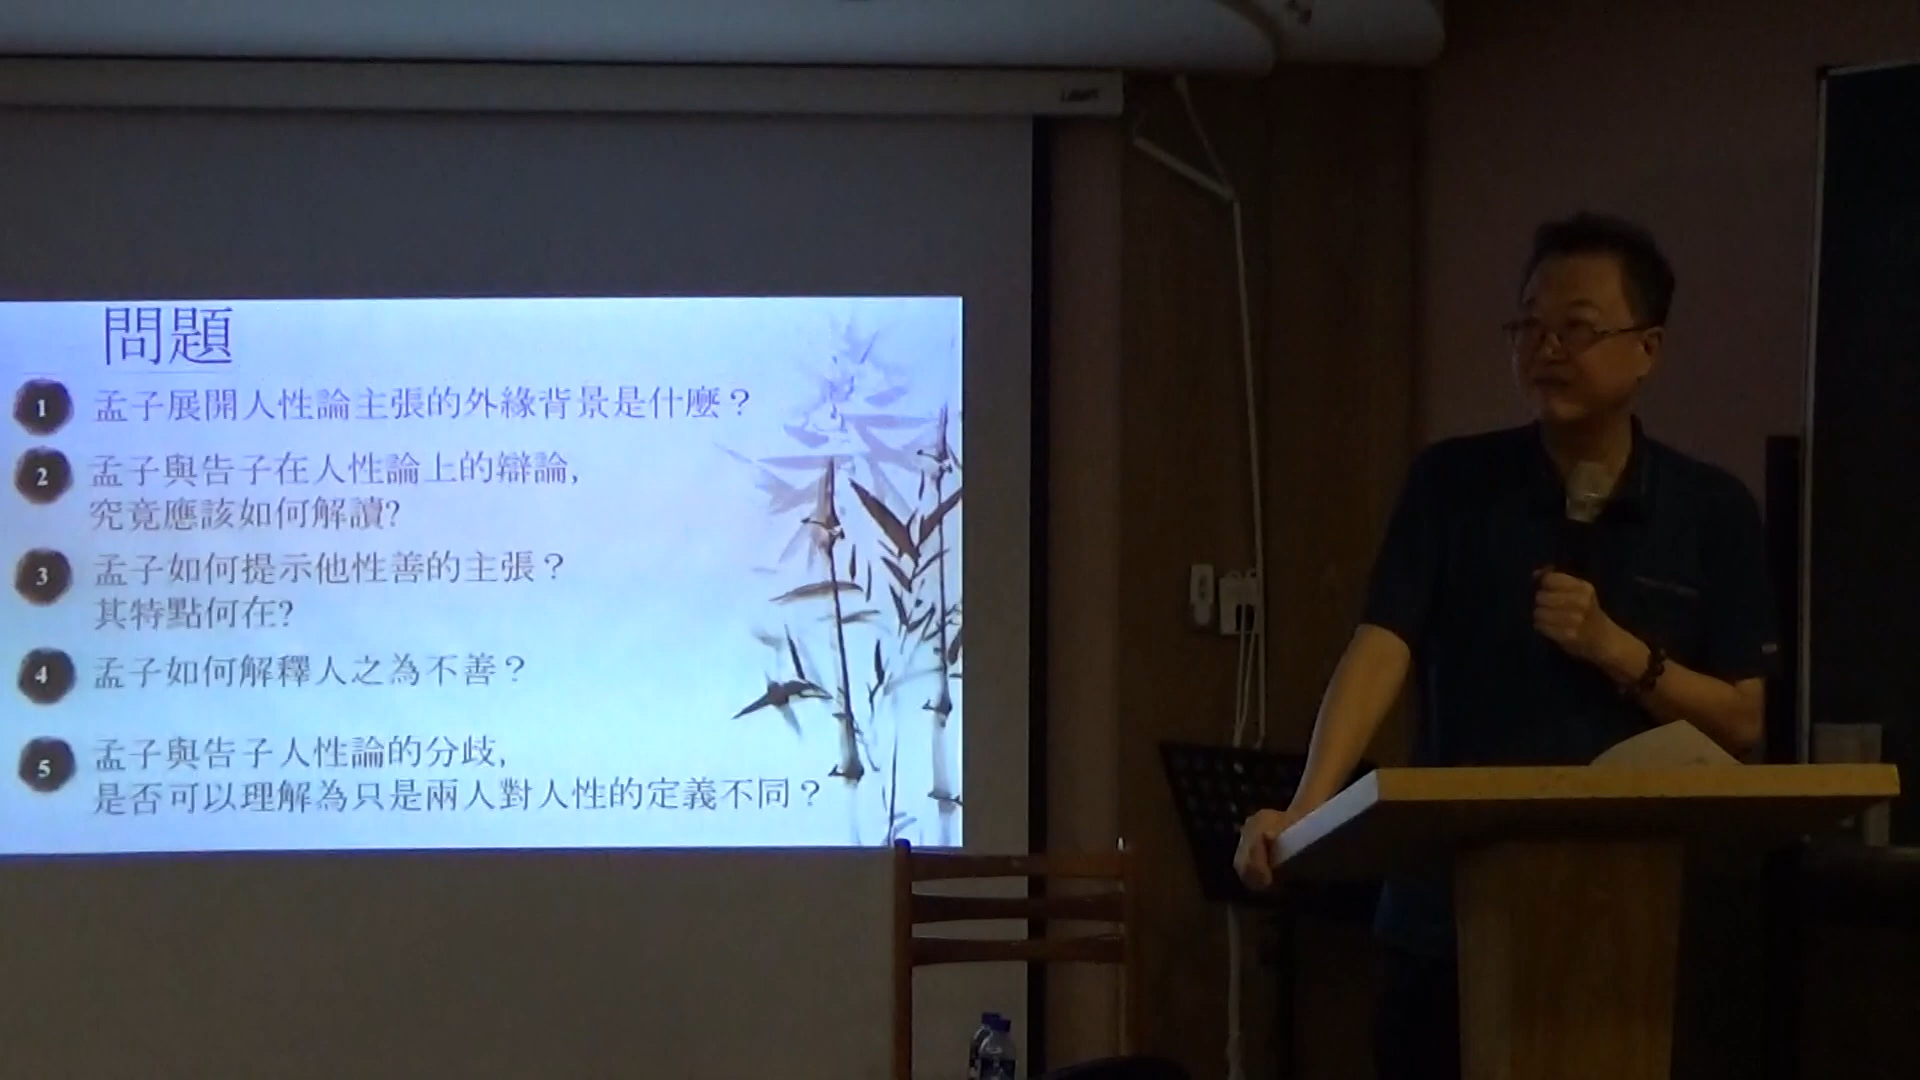 問題
1 孟子展開人性論主張的外緣背景是什麼？
2 孟子與告子在人性論上的辯論,
究竟應該如何解讀?
3 孟子如何提示他性善的主張？
其特點何在?
4 孟子如何解釋人之為不善？
5 孟子與告子人性論的分歧,
是否可以理解為只是兩人對人性的定義不同？